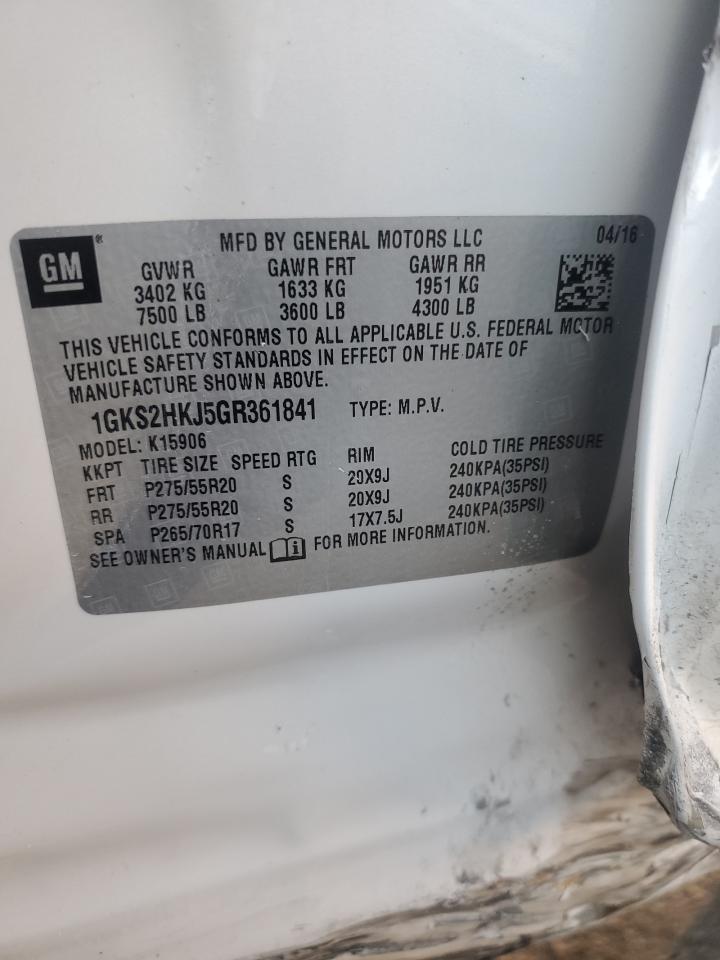 GM®
MFD BY GENERAL MOTORS LLC 04/16
GVWR GAWR FRT GAWR RR
3402 KG 1633 KG 1951 KG
7500 LB 3600 LB 4300 LB
THIS VEHICLE CONFORMS TO ALL APPLICABLE U.S. FEDERAL MOTOR
VEHICLE SAFETY STANDARDS IN EFFECT ON THE DATE OF
MANUFACTURE SHOWN ABOVE.
1GKS2HKJ5GR361841 TYPE: M.P.V.
MODEL: K15906
KKPT TIRE SIZE SPEED RTG RIM COLD TIRE PRESSURE
FRT P275/55R20 S 20X9J 240KPA(35PSI)
RR P275/55R20 S 20X9J 240KPA(35PSI)
SPA P265/70R17 S 17X7.5J 240KPA(35PSI)
SEE OWNER'S MANUAL FOR MORE INFORMATION.